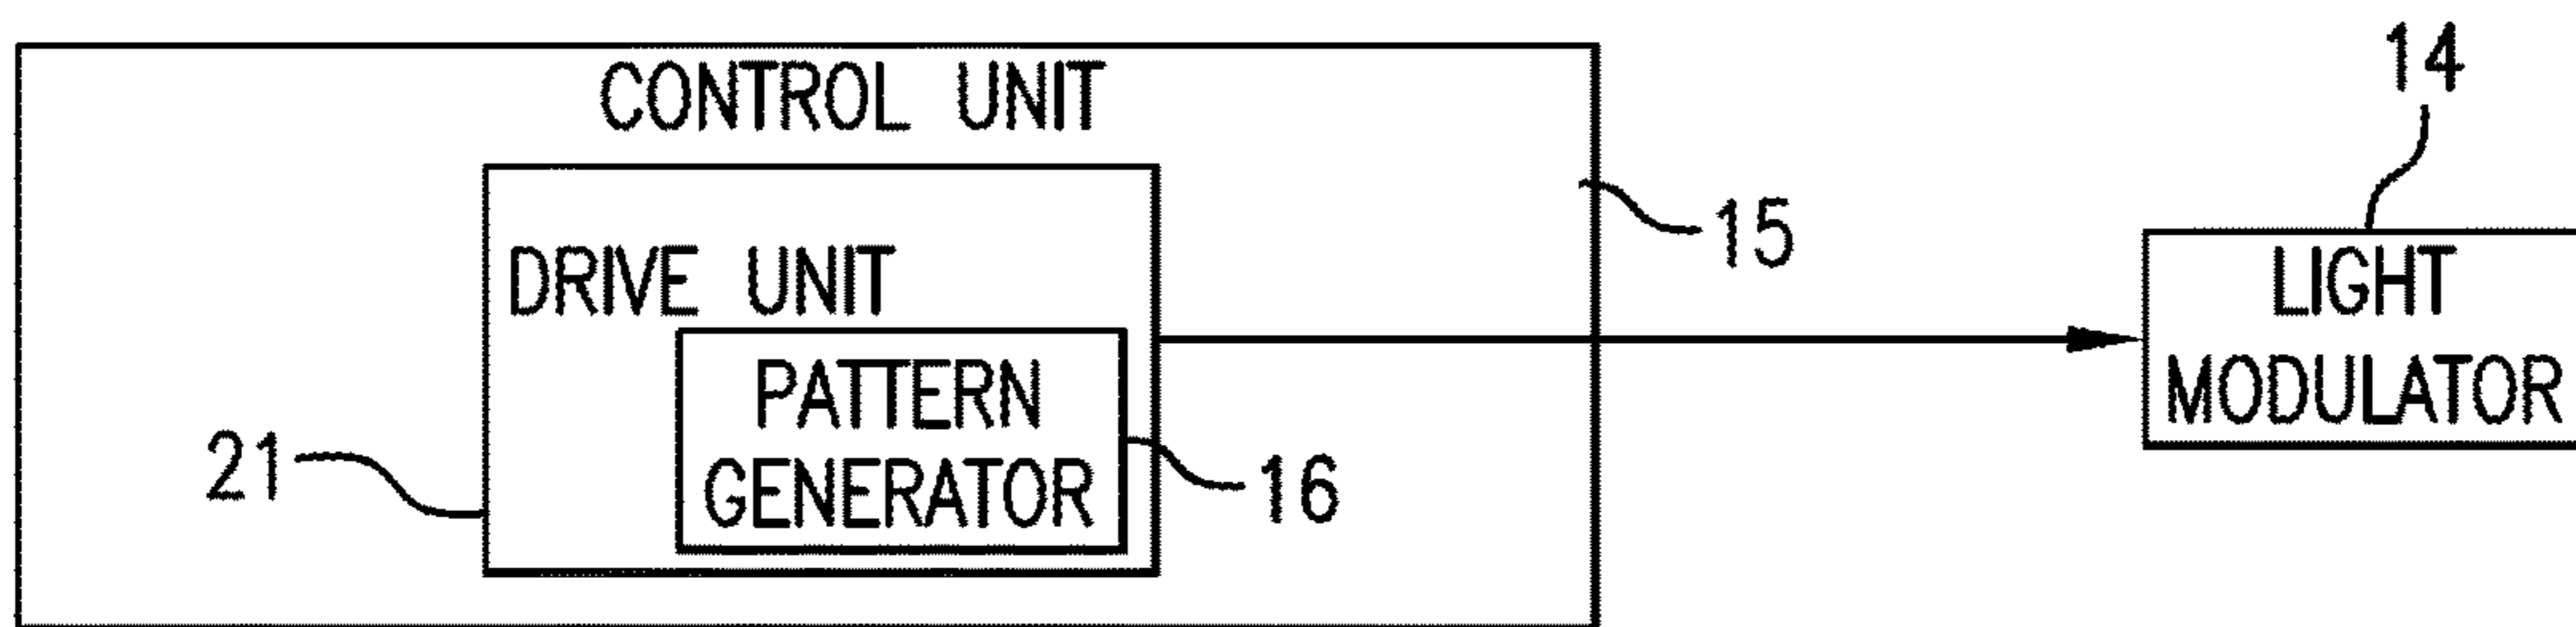 CONTROL UNIT
14
15
DRIVE UNIT
LIGHT
MODULATOR
PATTERN
GENERATOR
21
16